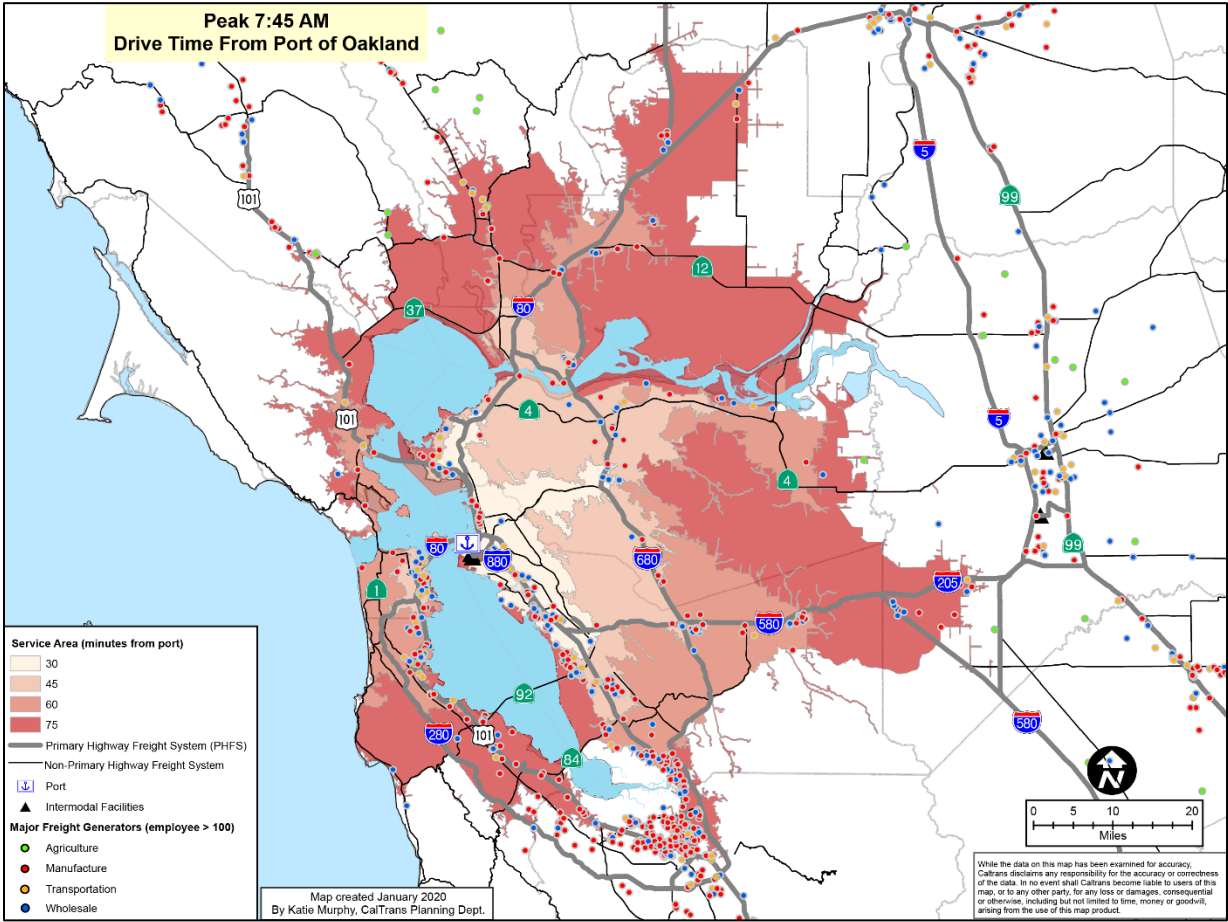 Peak 7:45 AM
Drive Time From Port of Oakland
5
99
101
12
80
37
101
4
5
4
80
880
680
99
1
205
580
92
101
280
84
580
N
Service Area (minutes from port)
30
45
60
75
Primary Highway Freight System (PHFS)
Non-Primary Highway Freight System
Port
Intermodal Facilities
Major Freight Generators (employee > 100)
Agriculture
Manufacture
Transportation
Wholesale
Map created January 2020
By Katie Murphy, CalTrans Planning Dept.
0 5 10 20
Miles
While the data on this map has been examined for accuracy,
Caltrans disclaims any responsibility for the accuracy or correctness
of the data. In no event shall Caltrans become liable to users of this
map, or to any other party, for any loss or damages, consequential
or otherwise, including but not limited to time, money or goodwill,
arising from the use of this map product.